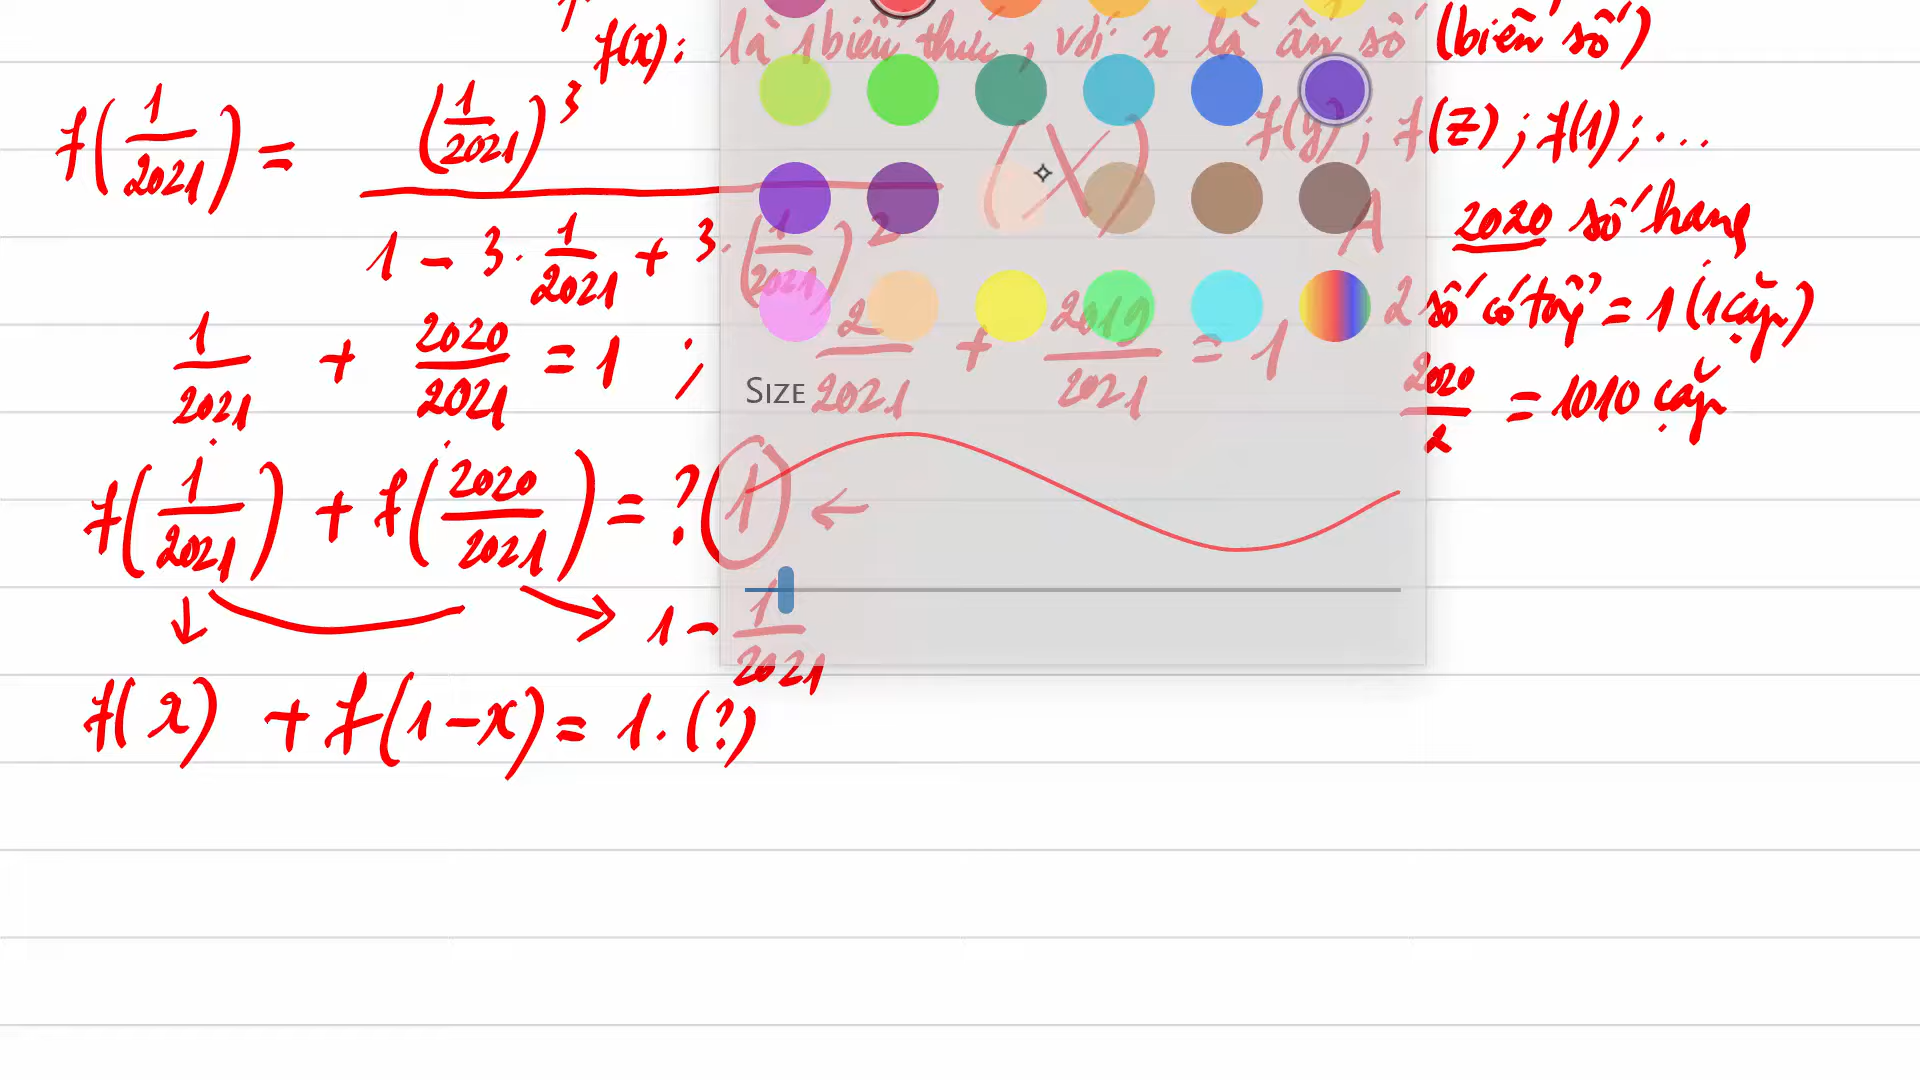 f(x): là 1 biểu thức, với x là ẩn số (biến số)
f(1/2021) = (1/2021)^3 / (1 - 3. 1/2021 + 3. (1/2021)^2) (X) f(y); f(z); f(1); ...
A 2020 số hạng
1/2021 + 2020/2021 = 1 ; 2/2021 + 2019/2021 = 1 2 số có tổng = 1 (1 cặp)
SIZE
2020/2 = 1010 cặp
f(1/2021) + f(2020/2021) = ? (1) ←
↓ → 1 - 1/2021
f(x) + f(1-x) = 1. (?)